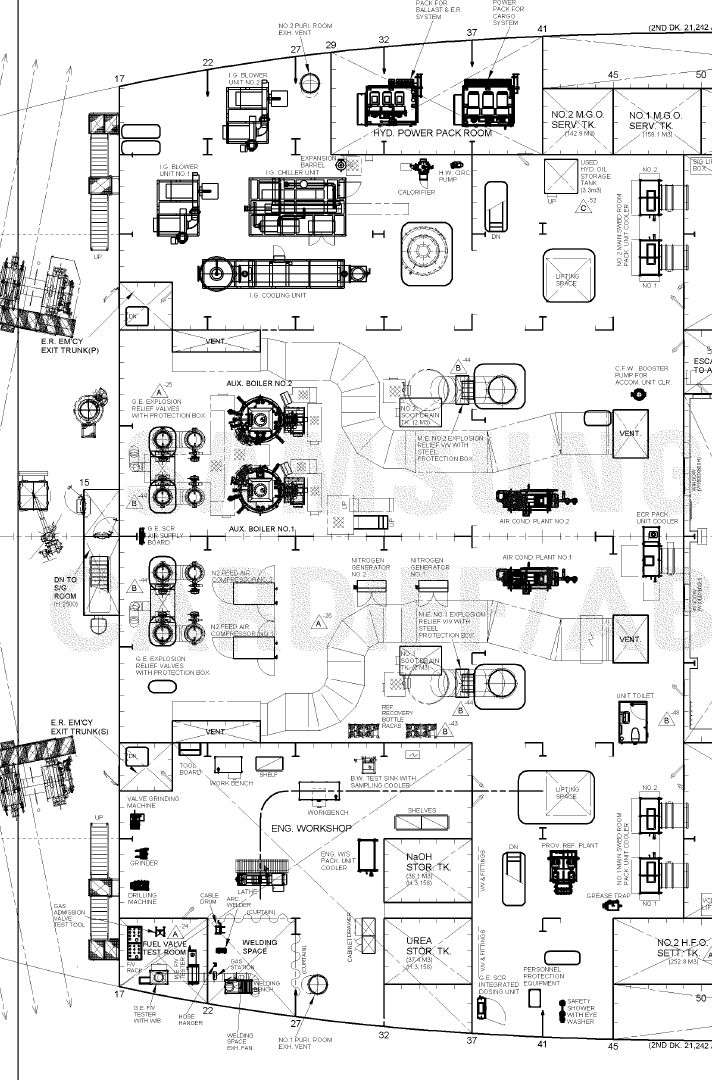 PACK FOR
BALLAST & E.R.
SYSTEM
POWER
PACK FOR
CARGO
SYSTEM
NO.2 PURI. ROOM
EXH. VENT
17
22
27
29
32
37
41
(2ND DK. 21,242
45
50
I.G. BLOWER
UNIT NO.2
HYD. POWER PACK ROOM
NO.2 M.G.O.
SERV. TK.
(142.9 M3)
NO.1 M.G.O.
SERV. TK.
I.G. BLOWER
UNIT NO.1
EXPANSION
BARREL
I.G. CHILLER UNIT
CALORIFIER
H.W. CIRC.
PUMP
USED
HYD. OIL
STORAGE
TANK
(3.3m3)
UP
C
-52
NO.2
NO.2 MAIN SWBD ROOM
PACK UNIT COOLER
NO.1
UP
DN
LIFTING
SPACE
I.G. COOLING UNIT
DN
E.R. EM'CY
EXIT TRUNK(P)
VENT.
AUX. BOILER NO.2
A
-25
G.E. EXPLOSION
RELIEF VALVES
WITH PROTECTION BOX
B
-44
C.F.W. BOOSTER
PUMP FOR
ACCOM. UNIT CLR.
NO.2
SOOT DRAIN
TK. (2 M3)
M.E. NO.2 EXPLOSION
RELIEF V/V WITH
STEEL
PROTECTION BOX
VENT.
SAMSUNG
15
B
-44
G.E. SCR
AIR SUPPLY
BOARD
AUX. BOILER NO.1
UP
UP
AIR COND. PLANT NO.2
ECR PACK
UNIT COOLER
DN TO
S/G
ROOM
(H:2600)
B
-44
N2 FEED AIR
COMPRESSOR NO.2
NITROGEN
GENERATOR
NO.2
NITROGEN
GENERATOR
NO.1
AIR COND. PLANT NO.1
N2 FEED AIR
COMPRESSOR NO.1
A
-26
M.E. NO.1 EXPLOSION
RELIEF V/V WITH
STEEL
PROTECTION BOX
VENT.
G.E. EXPLOSION
RELIEF VALVES
WITH PROTECTION BOX
NO.1
SOOT DRAIN
TK. (2 M3)
B
-44
REF.
RECOVERY
BOTTLE
RACKS
B
-43
UNIT TOILET
B
-48
E.R. EM'CY
EXIT TRUNK(S)
VENT.
DN
TOOL
BOARD
WORK BENCH
SHELF
B.W. TEST SINK WITH
SAMPLING COOLER
VALVE GRINDING
MACHINE
WORKBENCH
SHELVES
LIFTING
SPACE
NO.2
UP
ENG. WORKSHOP
GRINDER
ENG. W/S
PACK. UNIT
COOLER
NaOH
STOR. TK.
(36.1 M3)
(H:3,158)
V/V & FITTINGS
DN
PROV. REF. PLANT
NO.1 MAIN SWBD ROOM
PACK. UNIT COOLER
DRILLING
MACHINE
LATHE
CABLE
DRUM
ARC
WELDER
(CURTAIN)
GREASE TRAP
NO.1
GAS
ADMISSION
VALVE
TEST TOOL
A
-24
FUEL VALVE
TEST ROOM
WELDING
SPACE
(CURTAIN)
CABINET/DRAWER
UREA
STOR. TK.
(37.4 M3)
(H:3,158)
V/V & FITTINGS
NO.2 H.F.O.
SETT. TK.
(252.8 M3)
F/V
RACK
M.E. F/V
TESTER
GAS
STATION
WELDING
BENCH
G.E. SCR
INTEGRATED
DOSING UNIT
PERSONNEL
PROTECTION
EQUIPMENT
17
G.E. F/V
TESTER
WITH W/B
HOSE
HANGER
22
WELDING
SPACE
EXH. FAN
27
NO.1 PURI. ROOM
EXH. VENT
32
37
41
SAFETY
SHOWER
WITH EYE
WASHER
45
50
(2ND DK. 21,242